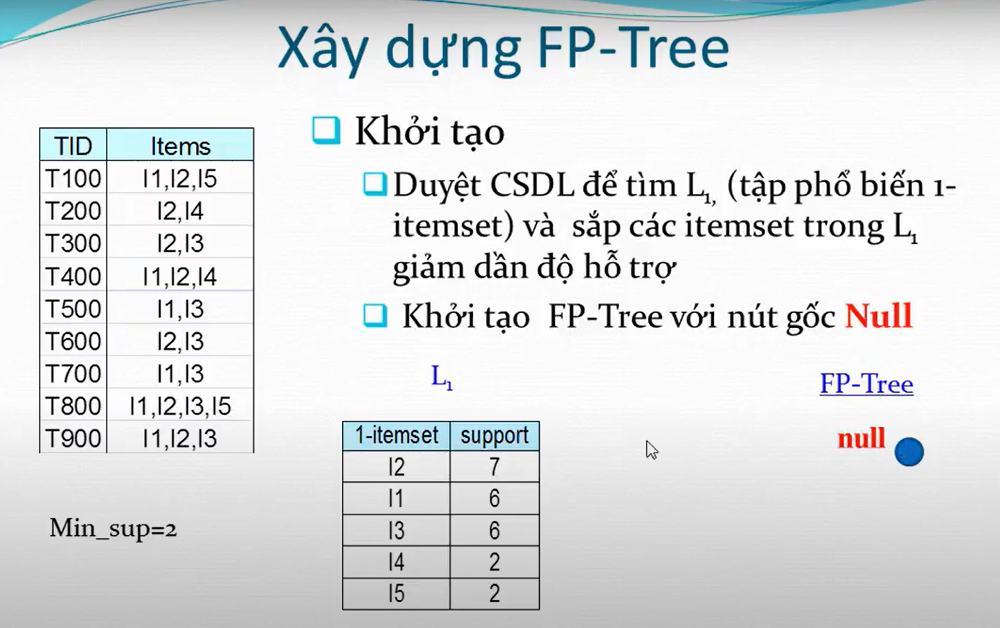 Xây dựng FP-Tree
TID Items
T100 I1,I2,I5
T200 I2,I4
T300 I2,I3
T400 I1,I2,I4
T500 I1,I3
T600 I2,I3
T700 I1,I3
T800 I1,I2,I3,I5
T900 I1,I2,I3
Min_sup=2
Khởi tạo
Duyệt CSDL để tìm L1, (tập phổ biến 1-
itemset) và sắp các itemset trong L1
giảm dần độ hỗ trợ
Khởi tạo FP-Tree với nút gốc Null
L1
1-itemset support
I2 7
I1 6
I3 6
I4 2
I5 2
FP-Tree
null